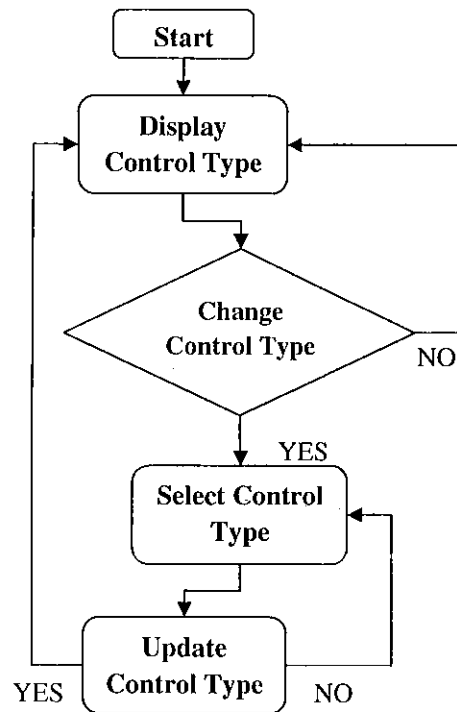 Start
Display
Control Type
Change
Control Type
NO
YES
Select Control
Type
Update
Control Type
YES
NO